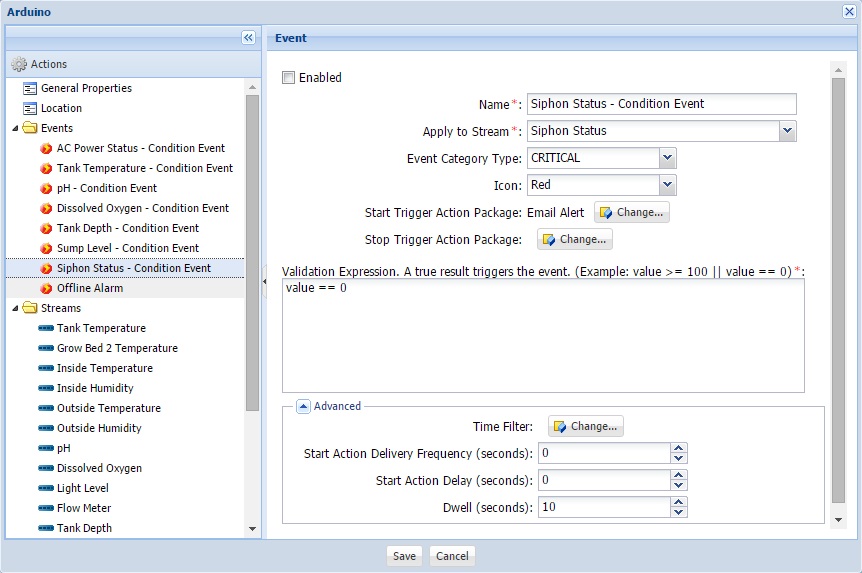 Arduino
Actions
General Properties
Location
Events
AC Power Status - Condition Event
Tank Temperature - Condition Event
pH - Condition Event
Dissolved Oxygen - Condition Event
Tank Depth - Condition Event
Sump Level - Condition Event
Siphon Status - Condition Event
Offline Alarm
Streams
Tank Temperature
Grow Bed 2 Temperature
Inside Temperature
Inside Humidity
Outside Temperature
Outside Humidity
pH
Dissolved Oxygen
Light Level
Flow Meter
Tank Depth
Event
Enabled
Name*: Siphon Status - Condition Event
Apply to Stream*: Siphon Status
Event Category Type: CRITICAL
Icon: Red
Start Trigger Action Package: Email Alert Change...
Stop Trigger Action Package: Change...
Validation Expression. A true result triggers the event. (Example: value >= 100 || value == 0)*:
value == 0
Advanced
Time Filter: Change...
Start Action Delivery Frequency (seconds): 0
Start Action Delay (seconds): 0
Dwell (seconds): 10
Save Cancel